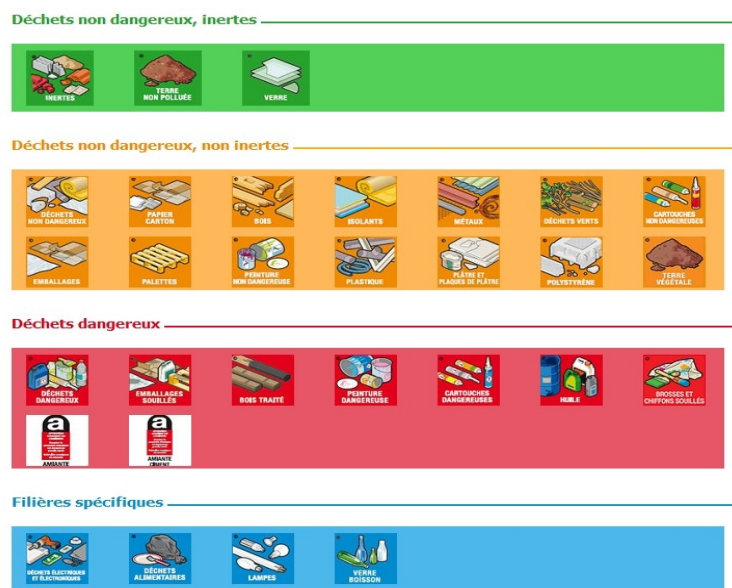 Déchets non dangereux, inertes
INERTES
TERRE
NON POLLUÉE
VERRE
Déchets non dangereux, non inertes
DÉCHETS
NON DANGEREUX
PAPIER
CARTON
BOIS
ISOLANTS
MÉTAUX
DÉCHETS VERTS
CARTOUCHES
NON DANGEREUSES
EMBALLAGES
PALETTES
PEINTURE
NON DANGEREUSE
PLASTIQUE
PLÂTRE ET
PLAQUES DE PLÂTRE
POLYSTYRÈNE
TERRE
VÉGÉTALE
Déchets dangereux
DÉCHETS
DANGEREUX
EMBALLAGES
SOUILLÉS
BOIS TRAITÉ
PEINTURE
DANGEREUSE
CARTOUCHES
DANGEREUSES
HUILE
BROSSES ET
CHIFFONS SOUILLÉS
a
AMIANTE
a
AMIANTE
CIMENT
Filières spécifiques
DÉCHETS ÉLECTRIQUES
ET ÉLECTRONIQUES
DÉCHETS
ALIMENTAIRES
LAMPES
VERRE
BOISSON